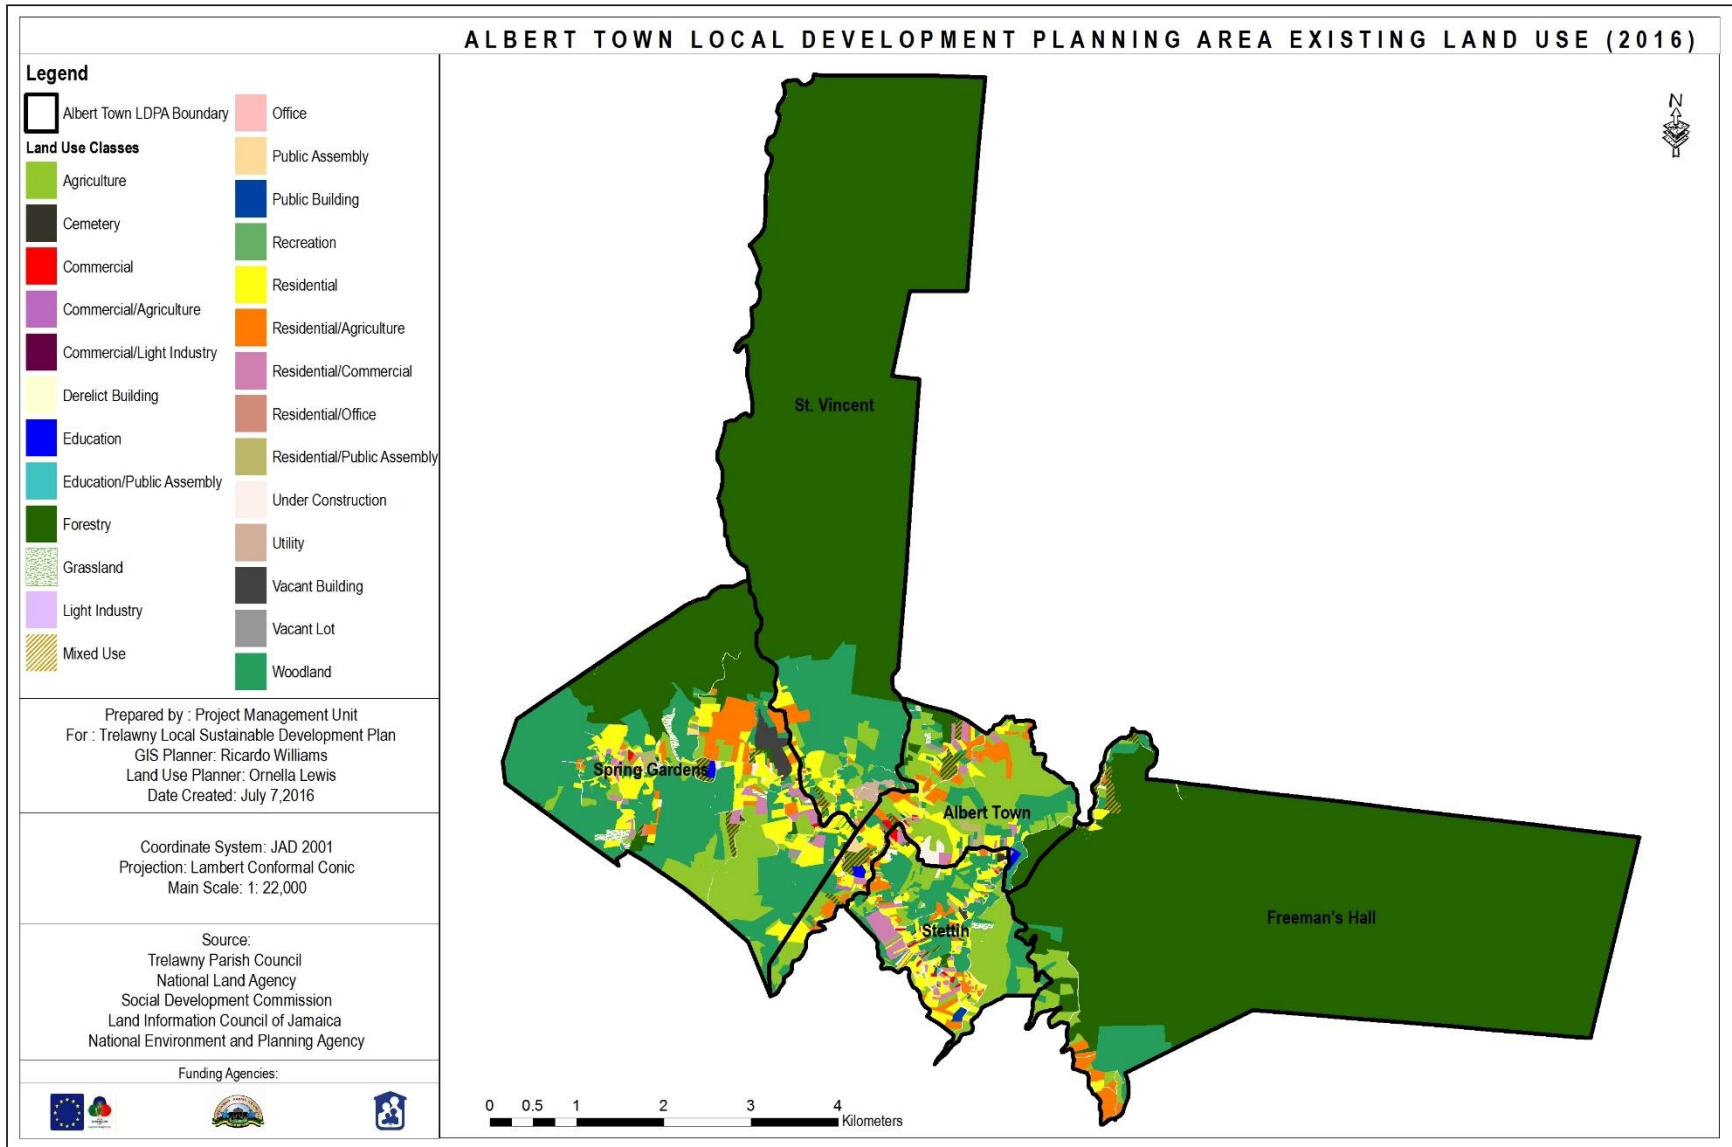 ALBERT TOWN LOCAL DEVELOPMENT PLANNING AREA EXISTING LAND USE (2016)
Legend
Albert Town LDPA Boundary
Land Use Classes
Agriculture
Cemetery
Commercial
Commercial/Agriculture
Commercial/Light Industry
Derelict Building
Education
Education/Public Assembly
Forestry
Grassland
Light Industry
Mixed Use
Office
Public Assembly
Public Building
Recreation
Residential
Residential/Agriculture
Residential/Commercial
Residential/Office
Residential/Public Assembly
Under Construction
Utility
Vacant Building
Vacant Lot
Woodland
Prepared by : Project Management Unit
For : Trelawny Local Sustainable Development Plan
GIS Planner: Ricardo Williams
Land Use Planner: Ornella Lewis
Date Created: July 7,2016
Coordinate System: JAD 2001
Projection: Lambert Conformal Conic
Main Scale: 1: 22,000
Source:
Trelawny Parish Council
National Land Agency
Social Development Commission
Land Information Council of Jamaica
National Environment and Planning Agency
Funding Agencies:
N
St. Vincent
Spring Gardens
Albert Town
Stettin
Freeman's Hall
0 0.5 1 2 3 4
Kilometers